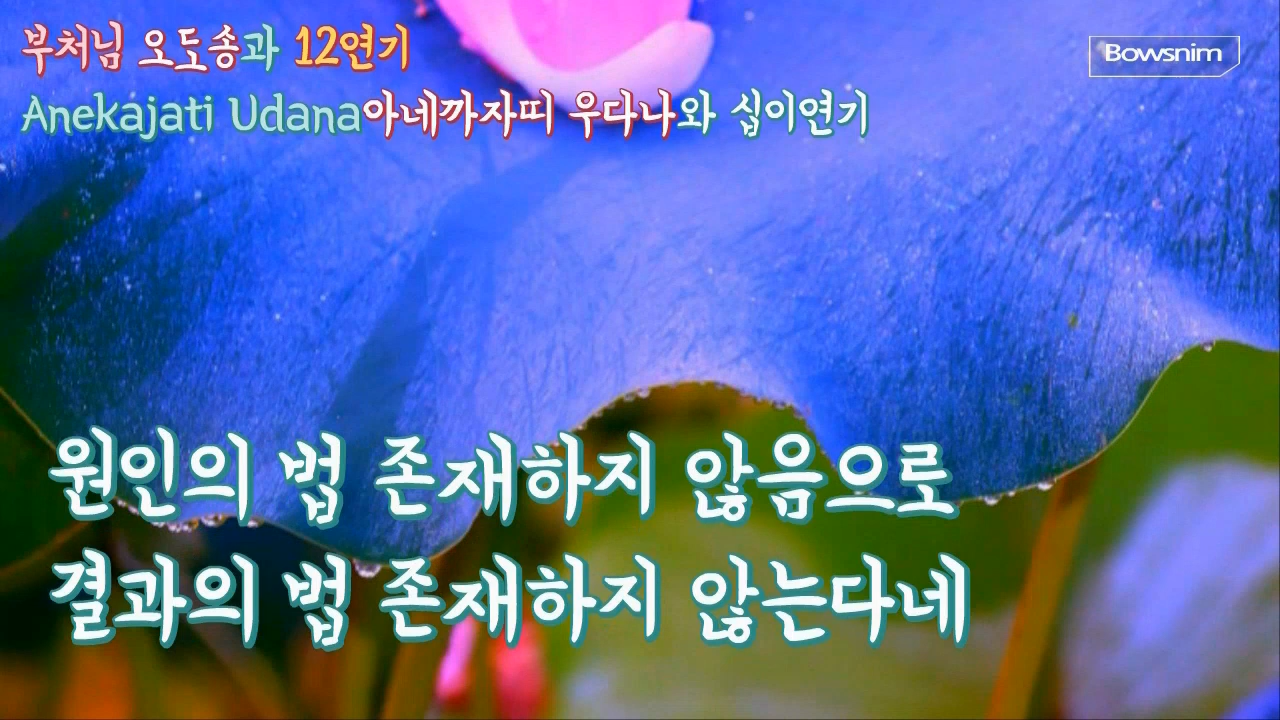 부처님 오도송과 12연기
Bowsnim
Anekajati Udana아네까자띠 우다나와 십이연기
원인의 법 존재하지 않음으로
결과의 법 존재하지 않는다네